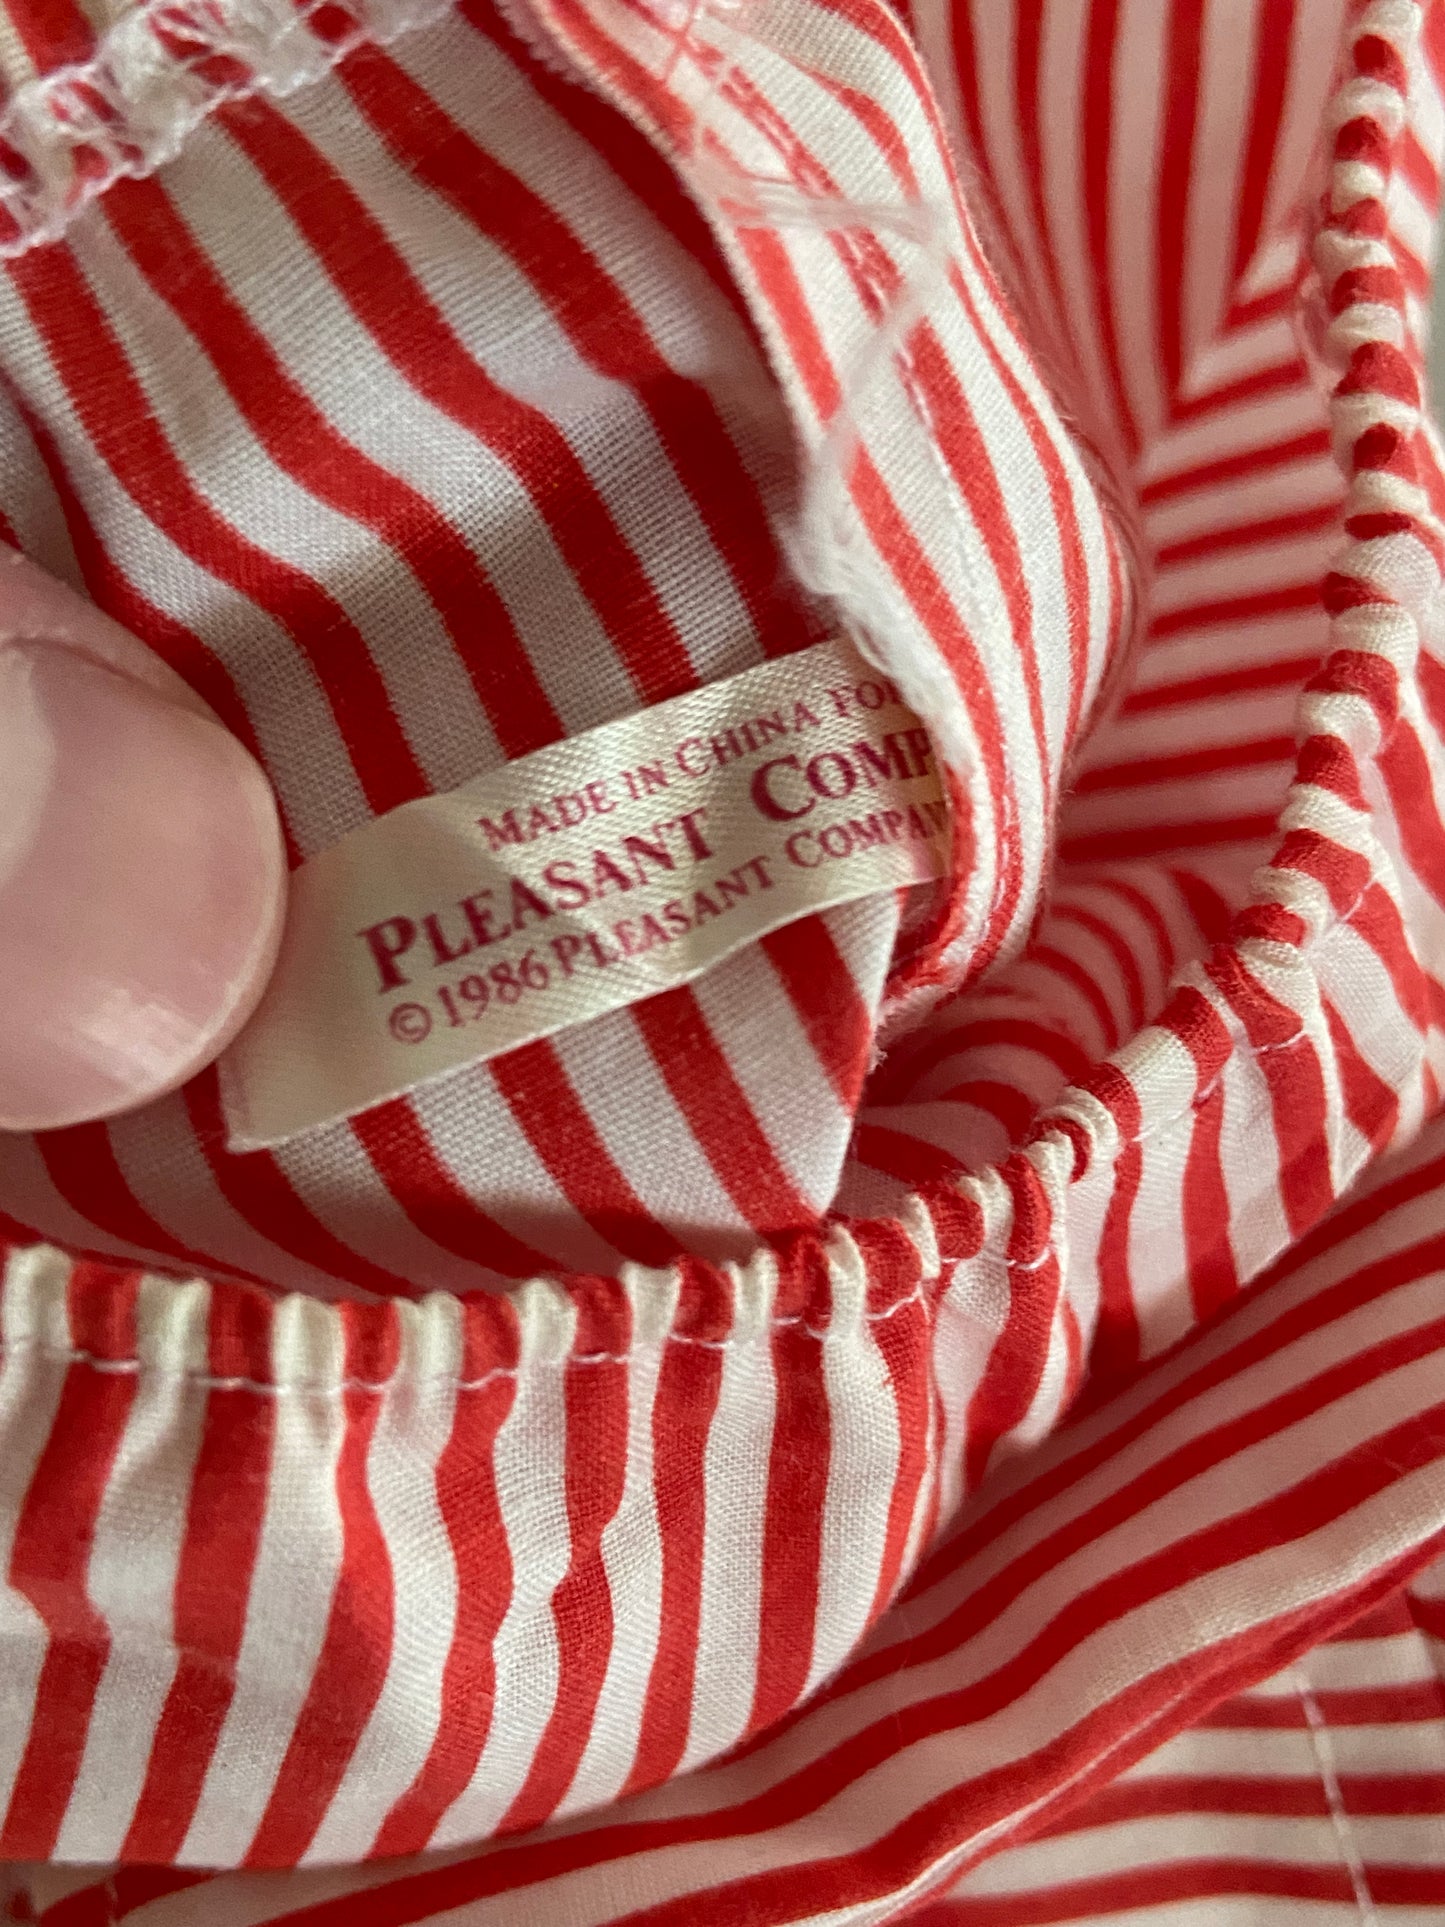 MADE IN CHINA FO
PLEASANT COMP
© 1986 PLEASANT COMPAN